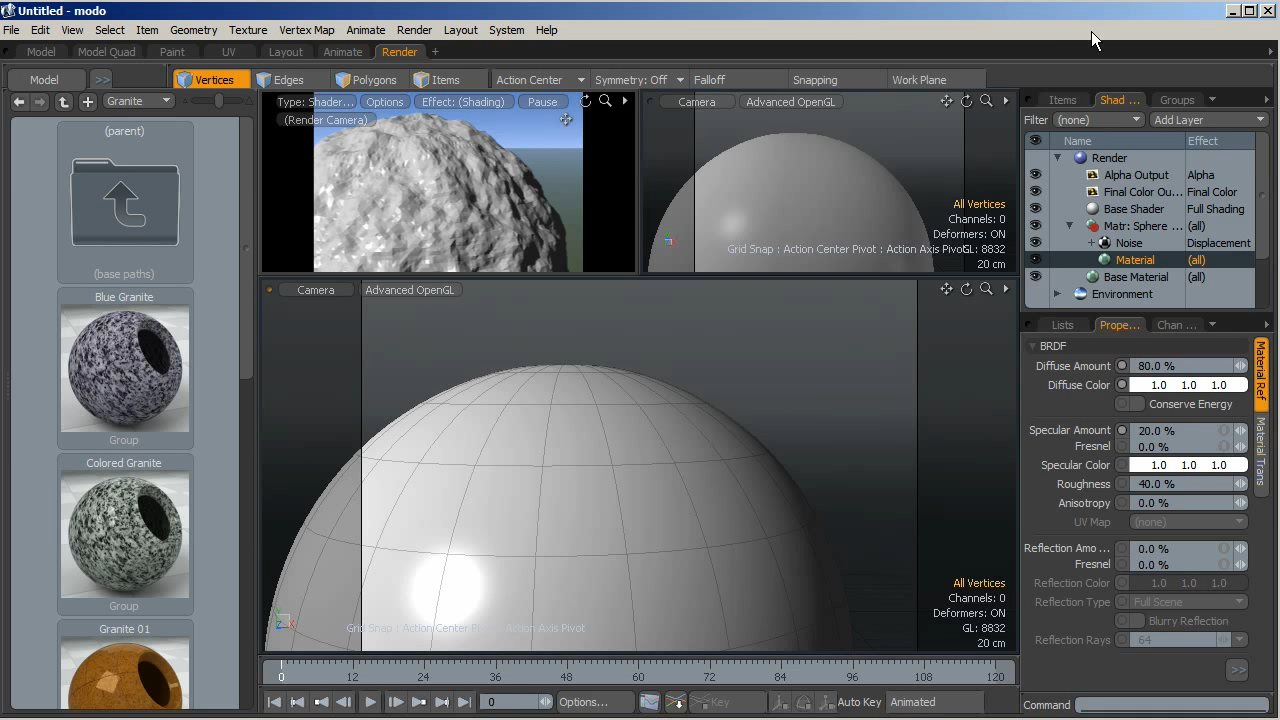 Untitled - modo
File Edit View Select Item Geometry Texture Vertex Map Animate Render Layout System Help
Model Model Quad Paint UV Layout Animate Render +
Model >> Vertices Edges Polygons Items Action Center Symmetry: Off Falloff Snapping Work Plane
Granite
(parent)
(base paths)
Blue Granite
Group
Colored Granite
Group
Granite 01
Type: Shader... Options Effect: (Shading) Pause
(Render Camera)
Camera Advanced OpenGL
All Vertices
Channels: 0
Deformers: ON
Grid Snap : Action Center Pivot : Action Axis Pivot
GL: 8832
20 cm
Camera Advanced OpenGL
All Vertices
Channels: 0
Deformers: ON
GL: 8832
Grid Snap : Action Center Pivot : Action Axis Pivot
20 cm
0 12 24 36 48 60 72 84 96 108 120
0 Options... Key Auto Key Animated
Items Shad ... Groups
Filter (none) Add Layer
Name Effect
Render
Alpha Output Alpha
Final Color Ou... Final Color
Base Shader Full Shading
Matr: Sphere ... (all)
+ Noise Displacement
Material (all)
Base Material (all)
Environment
Lists Prope... Chan ...
BRDF
Diffuse Amount 80.0 %
Diffuse Color 1.0 1.0 1.0
Conserve Energy
Specular Amount 20.0 %
Fresnel 0.0 %
Specular Color 1.0 1.0 1.0
Roughness 40.0 %
Anisotropy 0.0 %
UV Map (none)
Reflection Amo ... 0.0 %
Fresnel 0.0 %
Reflection Color 1.0 1.0 1.0
Reflection Type Full Scene
Blurry Reflection
Reflection Rays 64
>>
Material Ref
Material Trans
Command